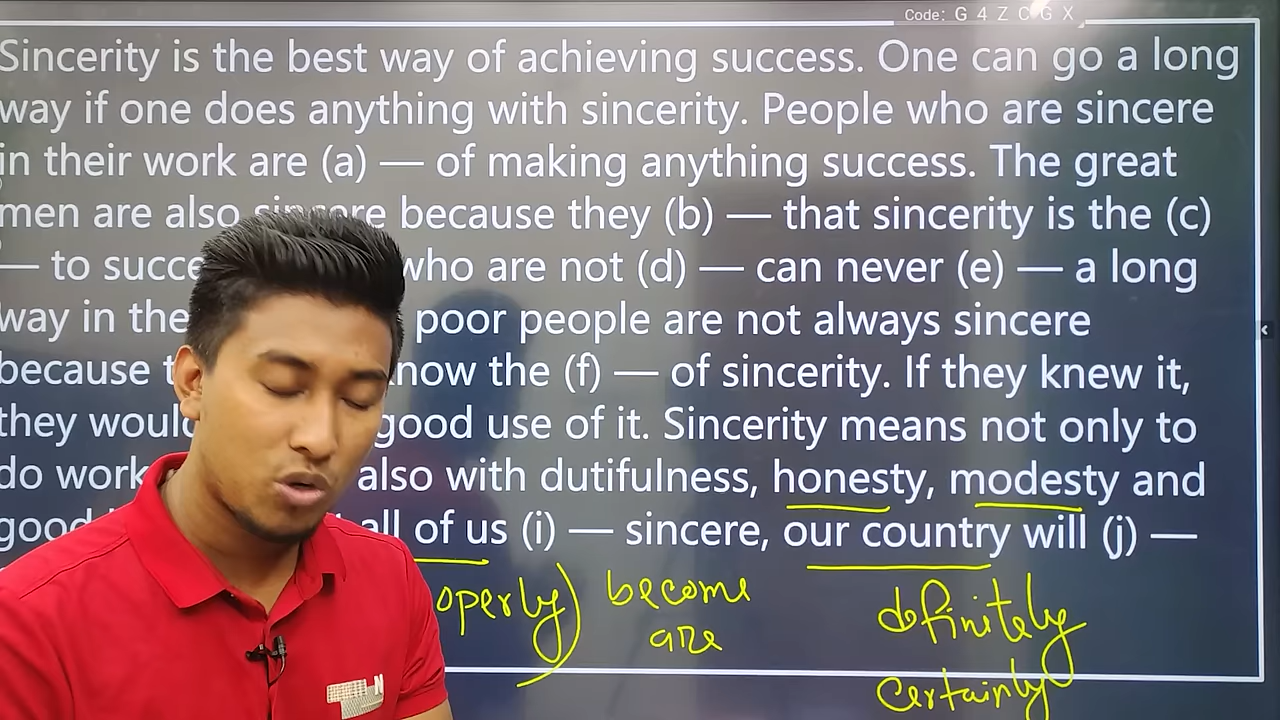 Code: G 4 Z C G X
Sincerity is the best way of achieving success. One can go a long
way if one does anything with sincerity. People who are sincere
in their work are (a) — of making anything success. The great
men are also sincere because they (b) — that sincerity is the (c)
— to who are not (d) — can never (e) — a long
way in poor people are not always sincere
because the (f) — of sincerity. If they knew it,
they good use of it. Sincerity means not only to
do work also with dutifulness, honesty, modesty and
all of us (i) — sincere, our country will (j) —
operly) become definitely
are certainly